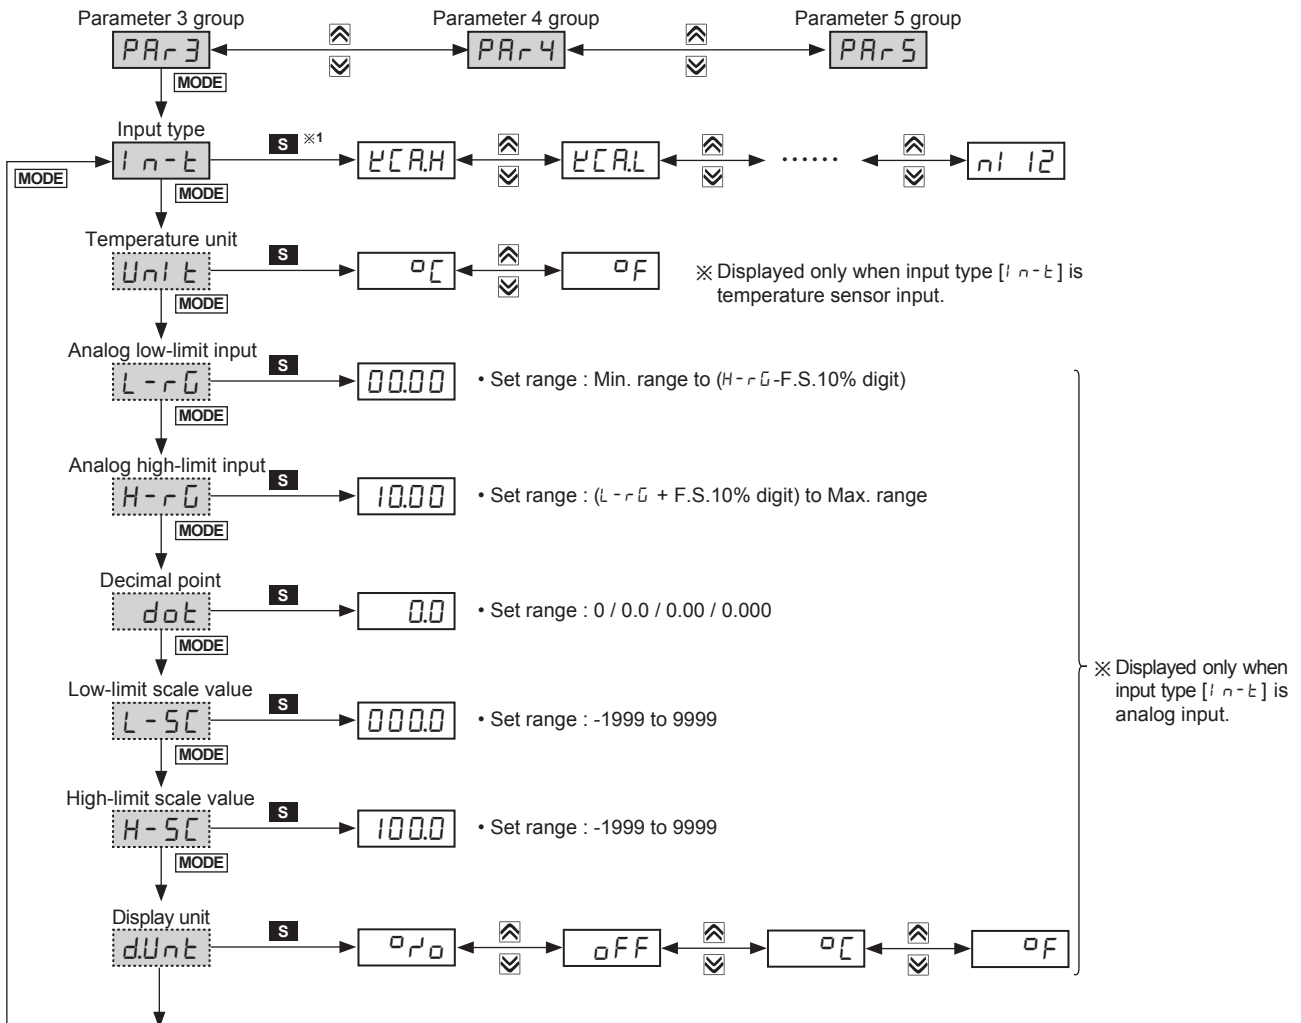 Parameter 3 group Parameter 4 group Parameter 5 group
PAr3 PAr4 PAr5
MODE
Input type
In-t S ※1 KCA.H KCA.L ······ nI 12
MODE
MODE
Temperature unit
UnIt S °C °F ※ Displayed only when input type [In-t] is
temperature sensor input.
MODE
Analog low-limit input
L-rG S 00.00 • Set range : Min. range to (H-rG-F.S.10% digit)
MODE
Analog high-limit input
H-rG S 10.00 • Set range : (L-rG + F.S.10% digit) to Max. range
MODE
Decimal point
dot S 0.0 • Set range : 0 / 0.0 / 0.00 / 0.000
MODE
※ Displayed only when
input type [In-t] is
analog input.
Low-limit scale value
L-SC S 000.0 • Set range : -1999 to 9999
MODE
High-limit scale value
H-SC S 100.0 • Set range : -1999 to 9999
MODE
Display unit
d.Unt S °/o oFF °C °F